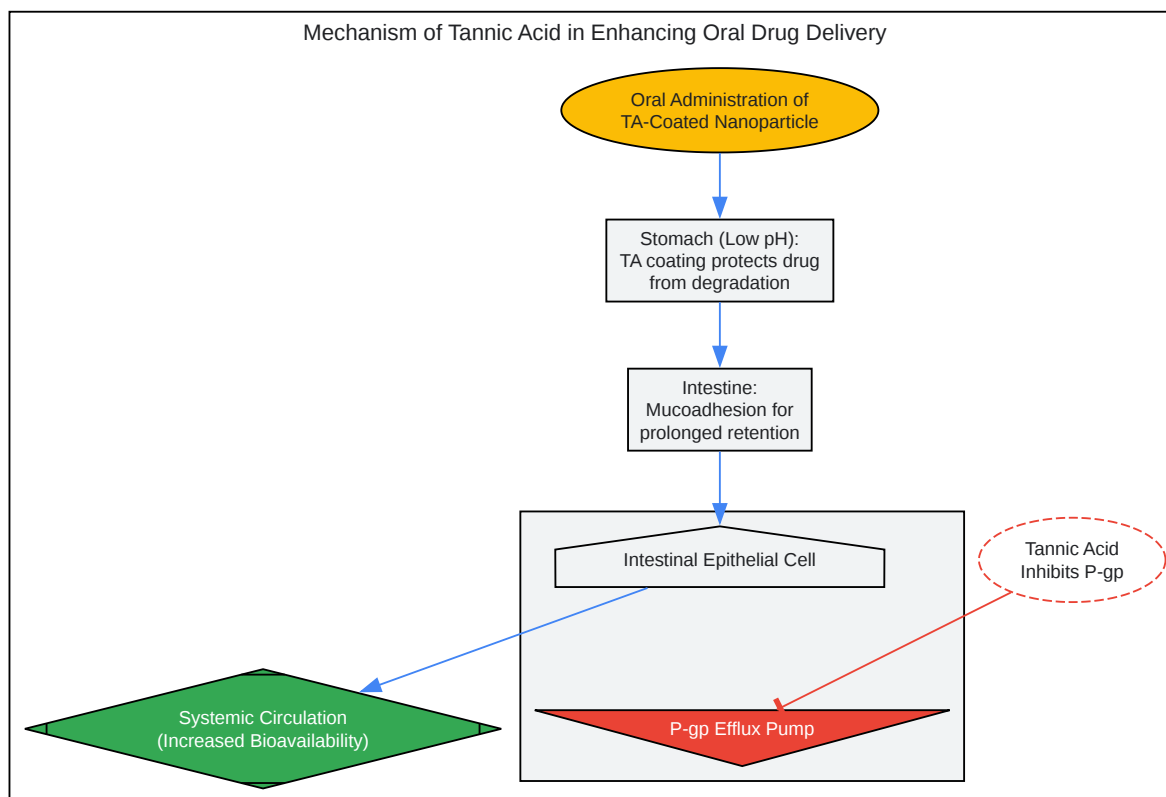 Mechanism of Tannic Acid in Enhancing Oral Drug Delivery
Oral Administration of
TA-Coated Nanoparticle
Stomach (Low pH):
TA coating protects drug
from degradation
Intestine:
Mucoadhesion for
prolonged retention
Intestinal Epithelial Cell
Tannic Acid
Inhibits P-gp
Systemic Circulation
(Increased Bioavailability)
P-gp Efflux Pump